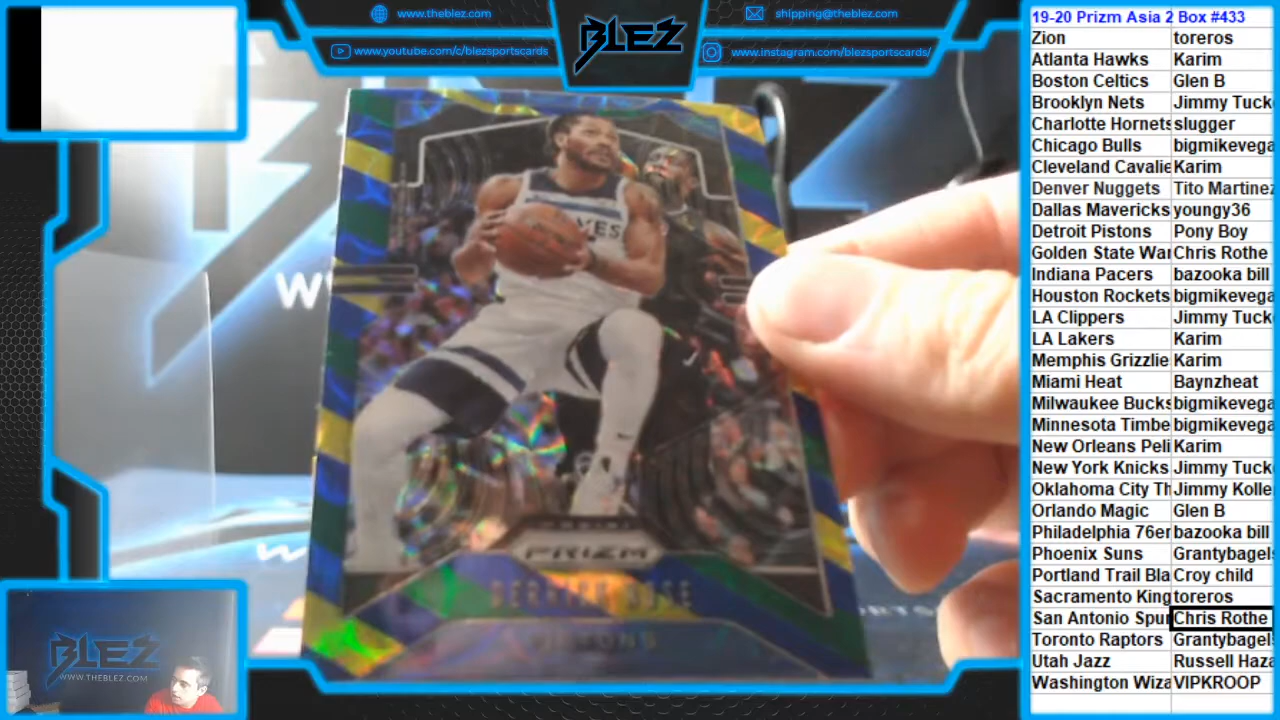 www.theblez.com
www.youtube.com/c/blezsportscards
BLEZ
shipping@theblez.com
www.instagram.com/blezsportscards/
PRIZM
DERRICK ROSE
PISTONS
BLEZ
WWW.THEBLEZ.COM
19-20 Prizm Asia 2 Box #433
Zion toreros
Atlanta Hawks Karim
Boston Celtics Glen B
Brooklyn Nets Jimmy Tuck
Charlotte Hornets slugger
Chicago Bulls bigmikevega
Cleveland Cavalie Karim
Denver Nuggets Tito Martinez
Dallas Mavericks youngy36
Detroit Pistons Pony Boy
Golden State War Chris Rothe
Indiana Pacers bazooka bill
Houston Rockets bigmikevega
LA Clippers Jimmy Tuck
LA Lakers Karim
Memphis Grizzlie Karim
Miami Heat Baynzheat
Milwaukee Bucks bigmikevega
Minnesota Timbe bigmikevega
New Orleans Peli Karim
New York Knicks Jimmy Tuck
Oklahoma City Th Jimmy Kolle
Orlando Magic Glen B
Philadelphia 76er bazooka bill
Phoenix Suns Grantybagels
Portland Trail Bla Croy child
Sacramento King toreros
San Antonio Spur Chris Rothe
Toronto Raptors Grantybagels
Utah Jazz Russell Haza
Washington Wiza VIPKROOP